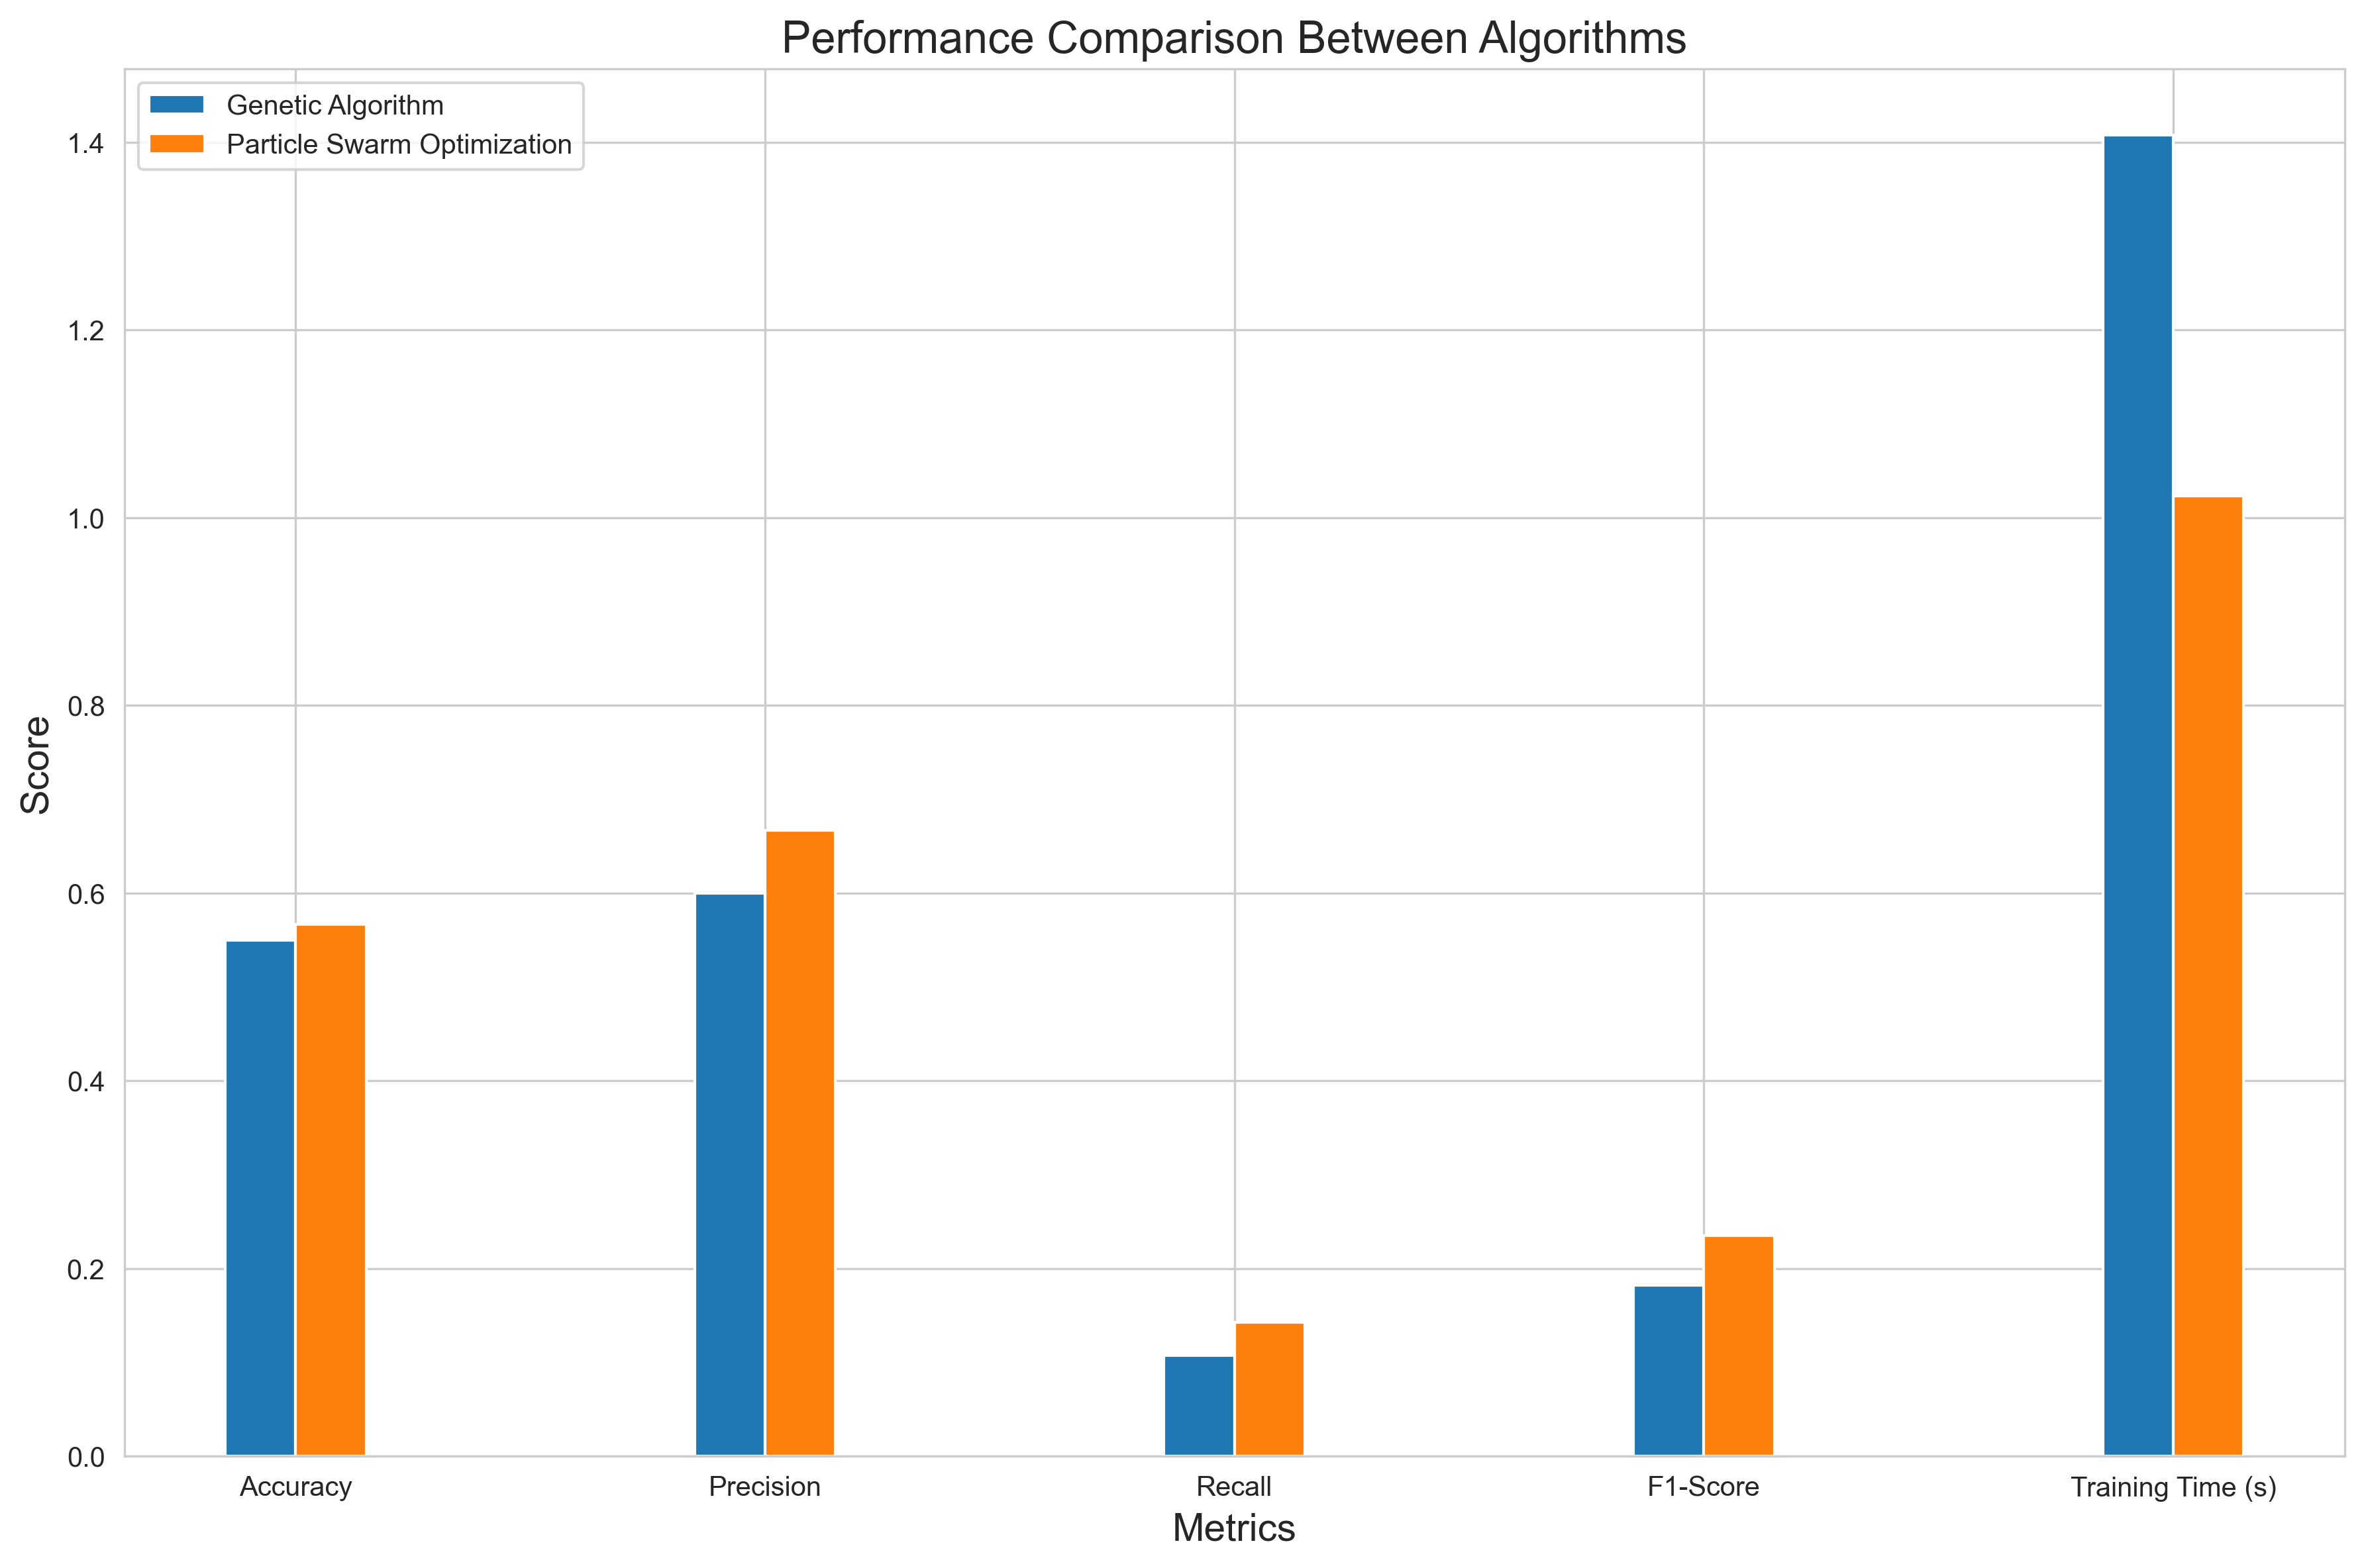 Performance Comparison Between Algorithms
Genetic Algorithm
Particle Swarm Optimization
1.4
1.2
1.0
0.8
0.6
0.4
0.2
0.0
Score
Accuracy
Precision
Recall
F1-Score
Training Time (s)
Metrics